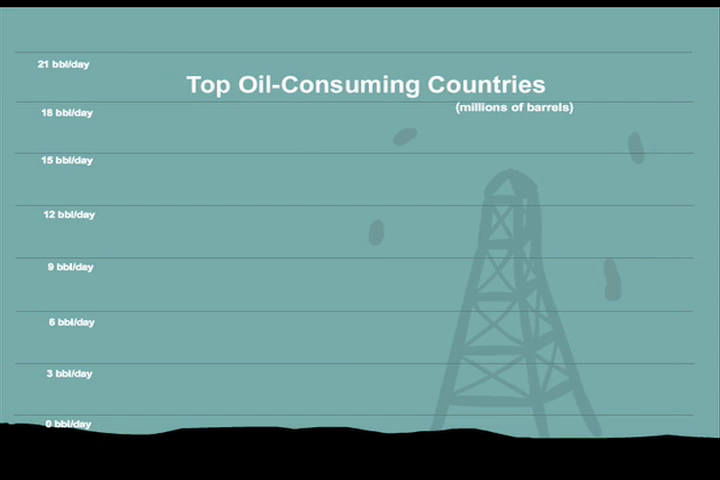 21 bbl/day
Top Oil-Consuming Countries
(millions of barrels)
18 bbl/day
15 bbl/day
12 bbl/day
9 bbl/day
6 bbl/day
3 bbl/day
0 bbl/day